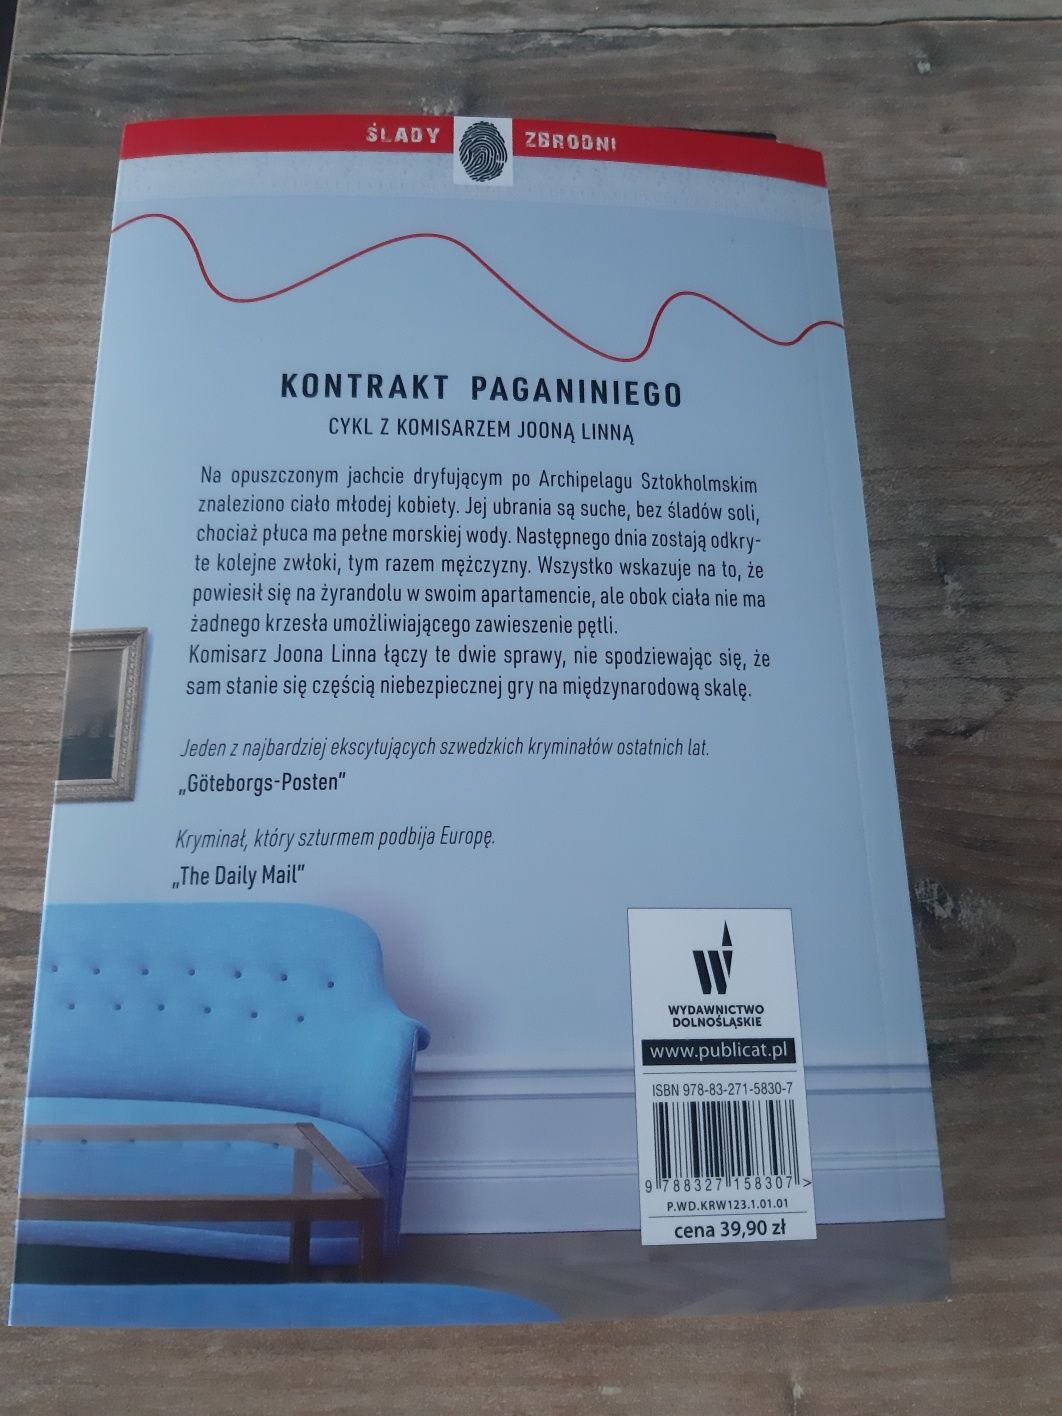 ŚLADY ZBRODNI
KONTRAKT PAGANINIEGO
CYKL Z KOMISARZEM JOONĄ LINNĄ
Na opuszczonym jachcie dryfującym po Archipelagu Sztokholmskim
znaleziono ciało młodej kobiety. Jej ubrania są suche, bez śladów soli,
chociaż płuca ma pełne morskiej wody. Następnego dnia zostają odkry-
te kolejne zwłoki, tym razem mężczyzny. Wszystko wskazuje na to, że
powiesił się na żyrandolu w swoim apartamencie, ale obok ciała nie ma
żadnego krzesła umożliwiającego zawieszenie pętli.
Komisarz Joona Linna łączy te dwie sprawy, nie spodziewając się, że
sam stanie się częścią niebezpiecznej gry na międzynarodową skalę.
Jeden z najbardziej ekscytujących szwedzkich kryminałów ostatnich lat.
„Göteborgs-Posten”
Kryminał, który szturmem podbija Europę.
„The Daily Mail”
WYDAWNICTWO
DOLNOŚLĄSKIE
www.publicat.pl
ISBN 978-83-271-5830-7
9 788327 158307 >
P.WD.KRW123.1.01.01
cena 39,90 zł